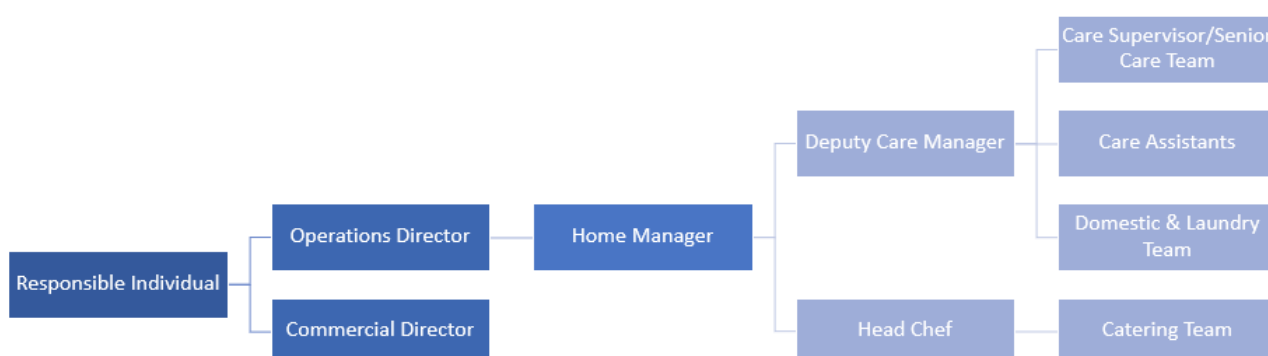 Responsible Individual
Operations Director
Commercial Director
Home Manager
Deputy Care Manager
Head Chef
Care Supervisor/Senior
Care Team
Care Assistants
Domestic & Laundry
Team
Catering Team